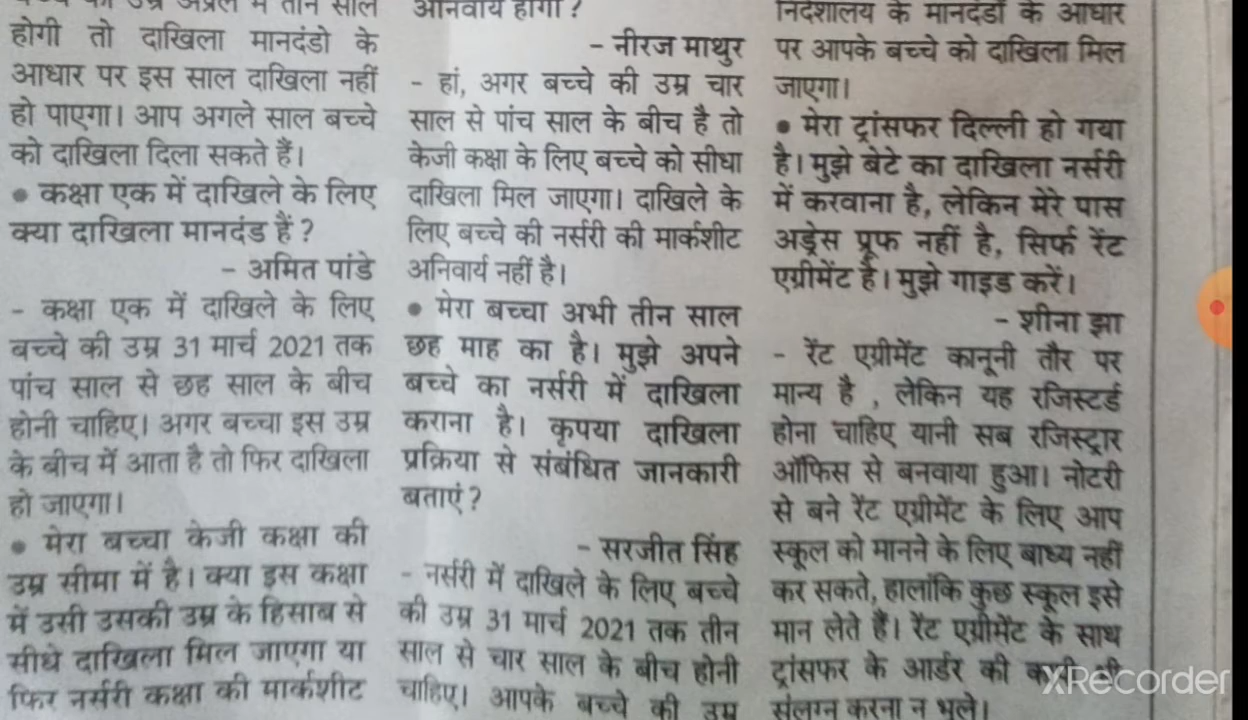 होगी तो दाखिला मानदंडो के
आधार पर इस साल दाखिला नहीं
हो पाएगा। आप अगले साल बच्चे
को दाखिला दिला सकते हैं।
• कक्षा एक में दाखिले के लिए
क्या दाखिला मानदंड हैं ?
- अमित पांडे
- कक्षा एक में दाखिले के लिए
बच्चे की उम्र 31 मार्च 2021 तक
पांच साल से छह साल के बीच
होनी चाहिए। अगर बच्चा इस उम्र
के बीच में आता है तो फिर दाखिला
हो जाएगा।
• मेरा बच्चा केजी कक्षा की
उम्र सीमा में है। क्या इस कक्षा
में उसी उसकी उम्र के हिसाब से
सीधे दाखिला मिल जाएगा या
फिर नर्सरी कक्षा की मार्कशीट
अनिवार्य होगी ?
- नीरज माथुर
- हां, अगर बच्चे की उम्र चार
साल से पांच साल के बीच है तो
केजी कक्षा के लिए बच्चे को सीधा
दाखिला मिल जाएगा। दाखिले के
लिए बच्चे की नर्सरी की मार्कशीट
अनिवार्य नहीं है।
• मेरा बच्चा अभी तीन साल
छह माह का है। मुझे अपने
बच्चे का नर्सरी में दाखिला
कराना है। कृपया दाखिला
प्रक्रिया से संबंधित जानकारी
बताएं ?
- सरजीत सिंह
- नर्सरी में दाखिले के लिए बच्चे
की उम्र 31 मार्च 2021 तक तीन
साल से चार साल के बीच होनी
चाहिए। आपके बच्चे की उम्र
निदेशालय के मानदंडों के आधार
पर आपके बच्चे को दाखिला मिल
जाएगा।
• मेरा ट्रांसफर दिल्ली हो गया
है। मुझे बेटे का दाखिला नर्सरी
में करवाना है, लेकिन मेरे पास
अड्रेस प्रूफ नहीं है, सिर्फ रेंट
एग्रीमेंट है। मुझे गाइड करें।
- शीना झा
- रेंट एग्रीमेंट कानूनी तौर पर
मान्य है , लेकिन यह रजिस्टर्ड
होना चाहिए यानी सब रजिस्ट्रार
ऑफिस से बनवाया हुआ। नोटरी
से बने रेंट एग्रीमेंट के लिए आप
स्कूल को मानने के लिए बाध्य नहीं
कर सकते, हालांकि कुछ स्कूल इसे
मान लेते हैं। रेंट एग्रीमेंट के साथ
ट्रांसफर के आर्डर की
संलग्न करना न भूलें।
XRecorder